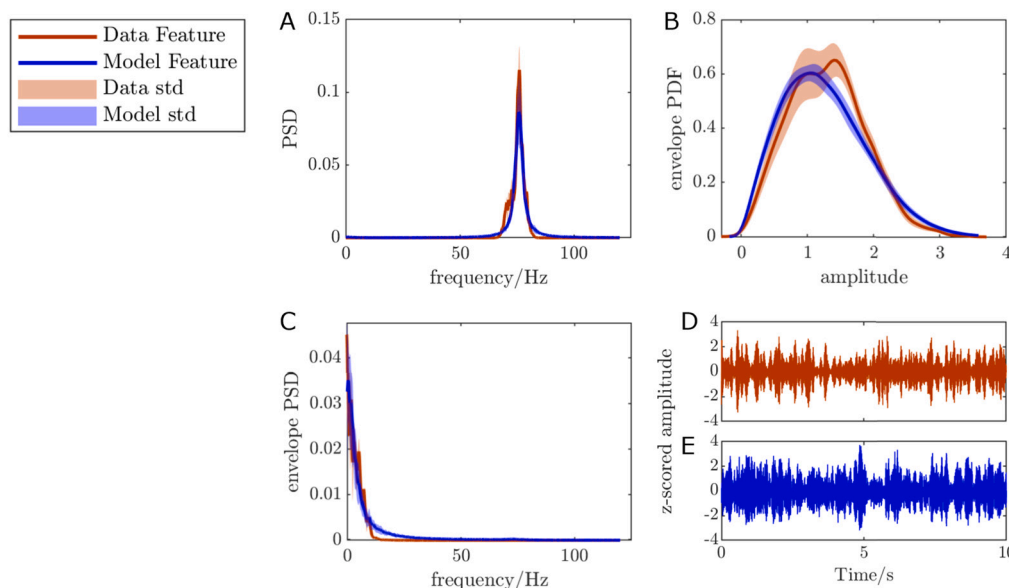 Data Feature
Model Feature
Data std
Model std
A
0.15
0.1
PSD
0.05
0
0
50
100
frequency/Hz
B
0.8
0.6
envelope PDF
0.4
0.2
0
0
1
2
3
4
amplitude
C
0.04
0.03
envelope PSD
0.02
0.01
0
0
50
100
frequency/Hz
D
4
2
0
-2
-4
z-scored amplitude
E
4
2
0
-2
-4
0
5
10
Time/s